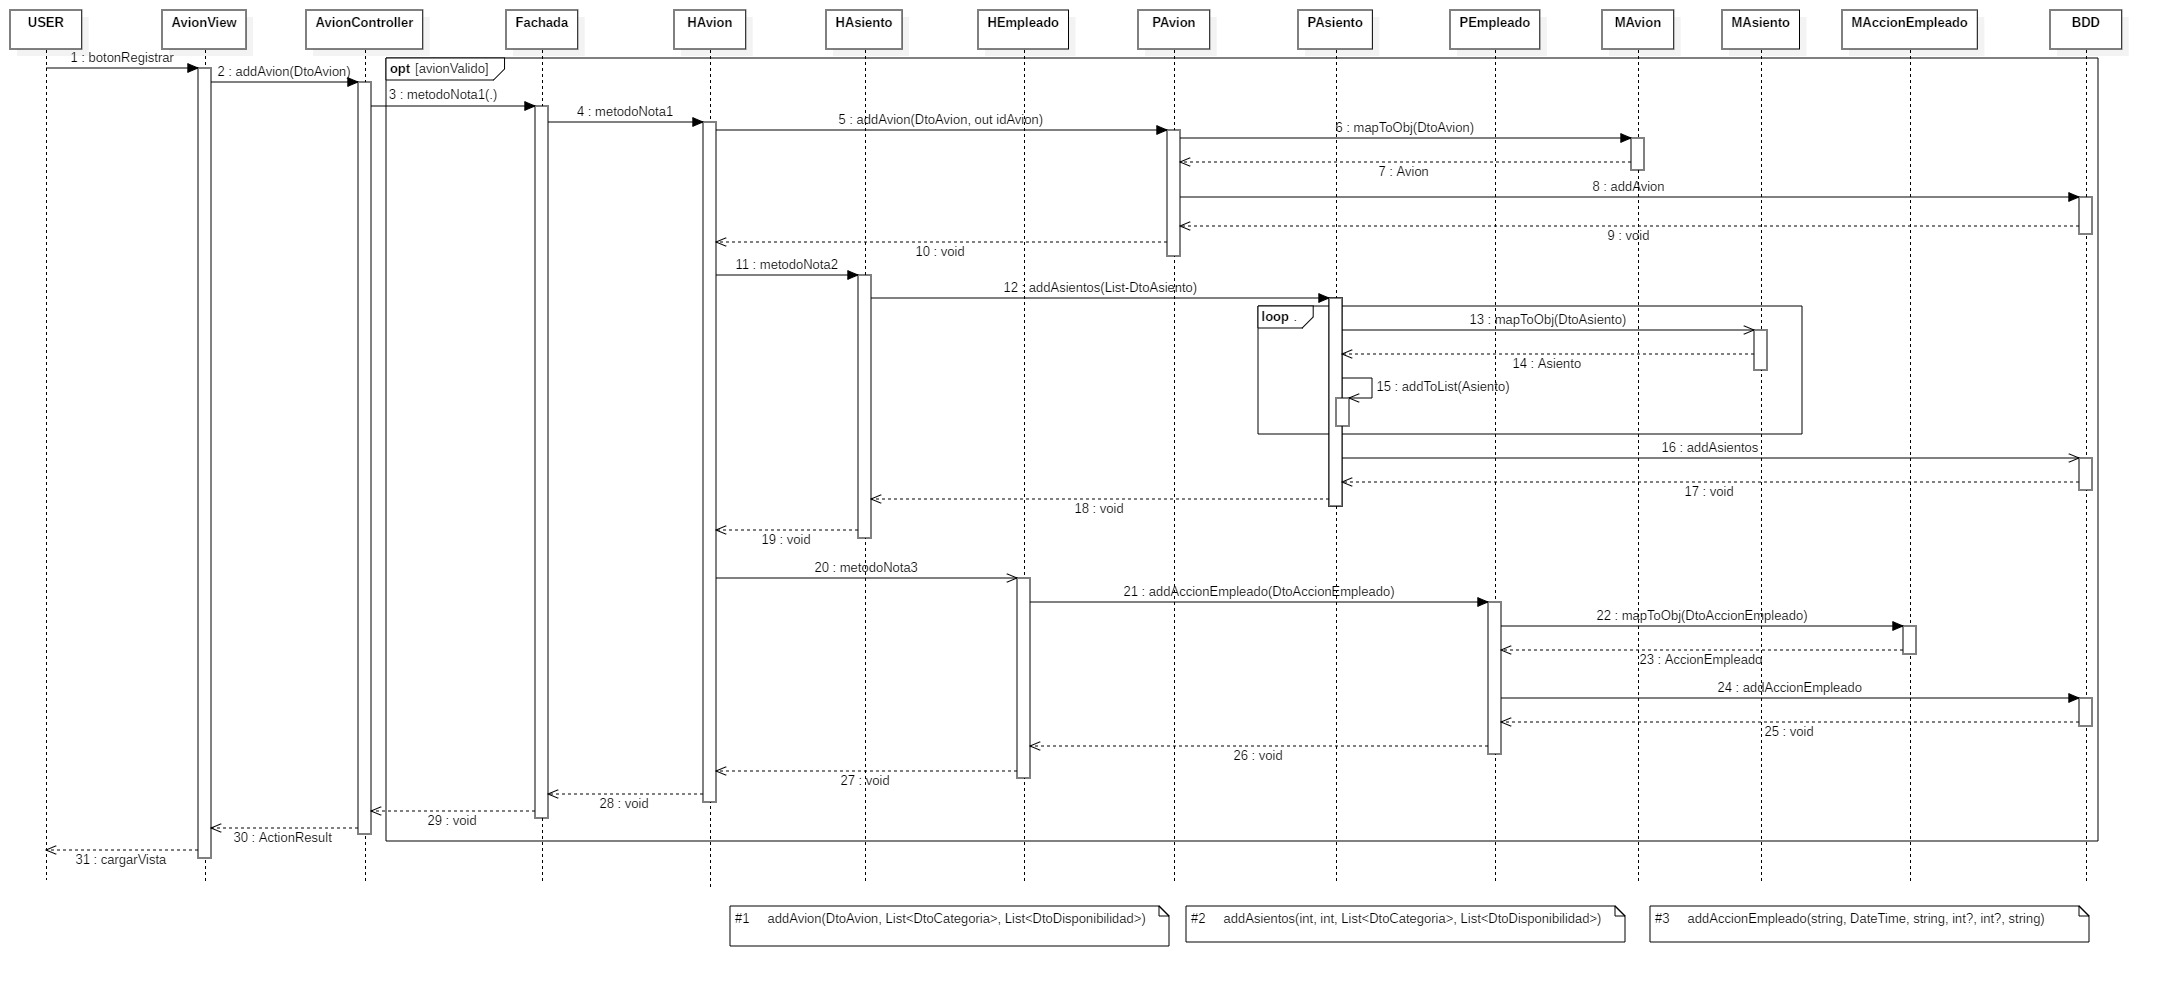 USER AvionView AvionController Fachada HAvion HAsiento HEmpleado PAvion PAsiento PEmpleado MAvion MAsiento MAccionEmpleado BDD
1 : botonRegistrar
opt [avionValido]
2 : addAvion(DtoAvion)
3 : metodoNota1(.)
4 : metodoNota1
5 : addAvion(DtoAvion, out idAvion)
6 : mapToObj(DtoAvion)
7 : Avion
8 : addAvion
9 : void
10 : void
11 : metodoNota2
12 : addAsientos(List-DtoAsiento)
loop .
13 : mapToObj(DtoAsiento)
14 : Asiento
15 : addToList(Asiento)
16 : addAsientos
17 : void
18 : void
19 : void
20 : metodoNota3
21 : addAccionEmpleado(DtoAccionEmpleado)
22 : mapToObj(DtoAccionEmpleado)
23 : AccionEmpleado
24 : addAccionEmpleado
25 : void
26 : void
27 : void
28 : void
29 : void
30 : ActionResult
31 : cargarVista
#1 addAvion(DtoAvion, List<DtoCategoria>, List<DtoDisponibilidad>)
#2 addAsientos(int, int, List<DtoCategoria>, List<DtoDisponibilidad>)
#3 addAccionEmpleado(string, DateTime, string, int?, int?, string)